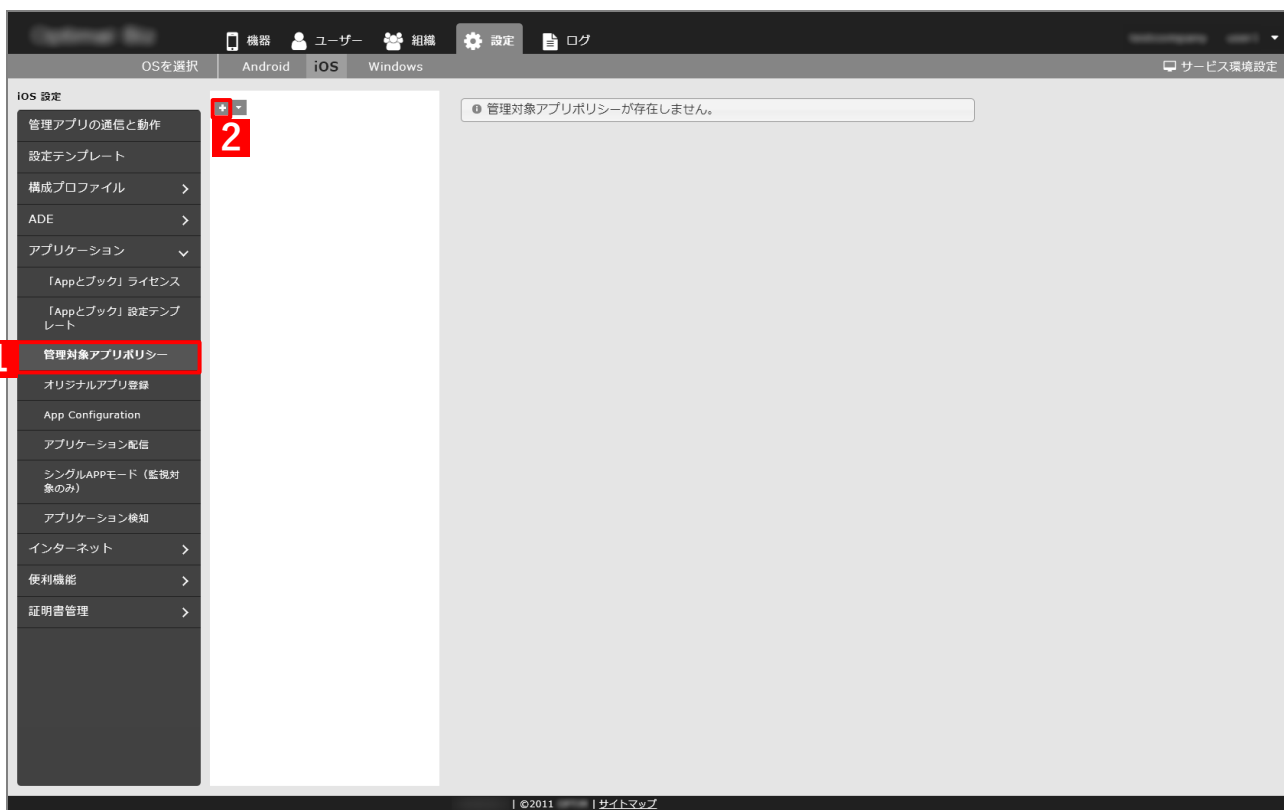 機器 ユーザー 組織 設定 ログ
OSを選択 Android iOS Windows サービス環境設定
iOS 設定
管理対象アプリポリシーが存在しません。
管理アプリの通信と動作
2
設定テンプレート
構成プロファイル
ADE
アプリケーション
「Appとブック」ライセンス
「Appとブック」設定テンプ
レート
1
管理対象アプリポリシー
オリジナルアプリ登録
App Configuration
アプリケーション配信
シングルAPPモード（監視対
象のみ）
アプリケーション検知
インターネット
便利機能
証明書管理
| ©2011 | サイトマップ